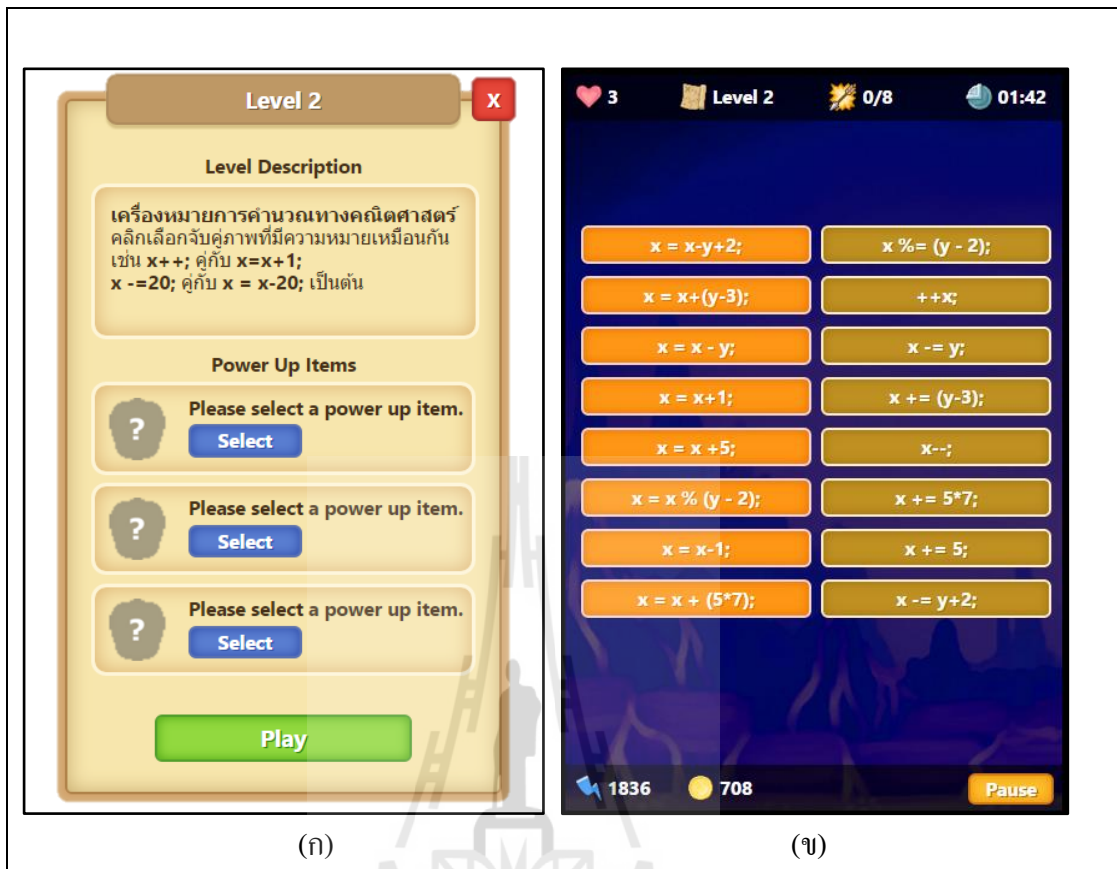 Level 2
X
Level Description
เครื่องหมายการคำนวณทางคณิตศาสตร์
คลิกเลือกจับคู่ภาพที่มีความหมายเหมือนกัน
เช่น x++; คู่กับ x=x+1;
x -=20; คู่กับ x = x-20; เป็นต้น
Power Up Items
?
Please select a power up item.
Select
?
Please select a power up item.
Select
?
Please select a power up item.
Select
Play
(ก)
3 Level 2 0/8 01:42
x = x-y+2; x %= (y - 2);
x = x+(y-3); ++x;
x = x - y; x -= y;
x = x+1; x += (y-3);
x = x +5; x--;
x = x % (y - 2); x += 5*7;
x = x-1; x += 5;
x = x + (5*7); x -= y+2;
1836 708 Pause
(ข)